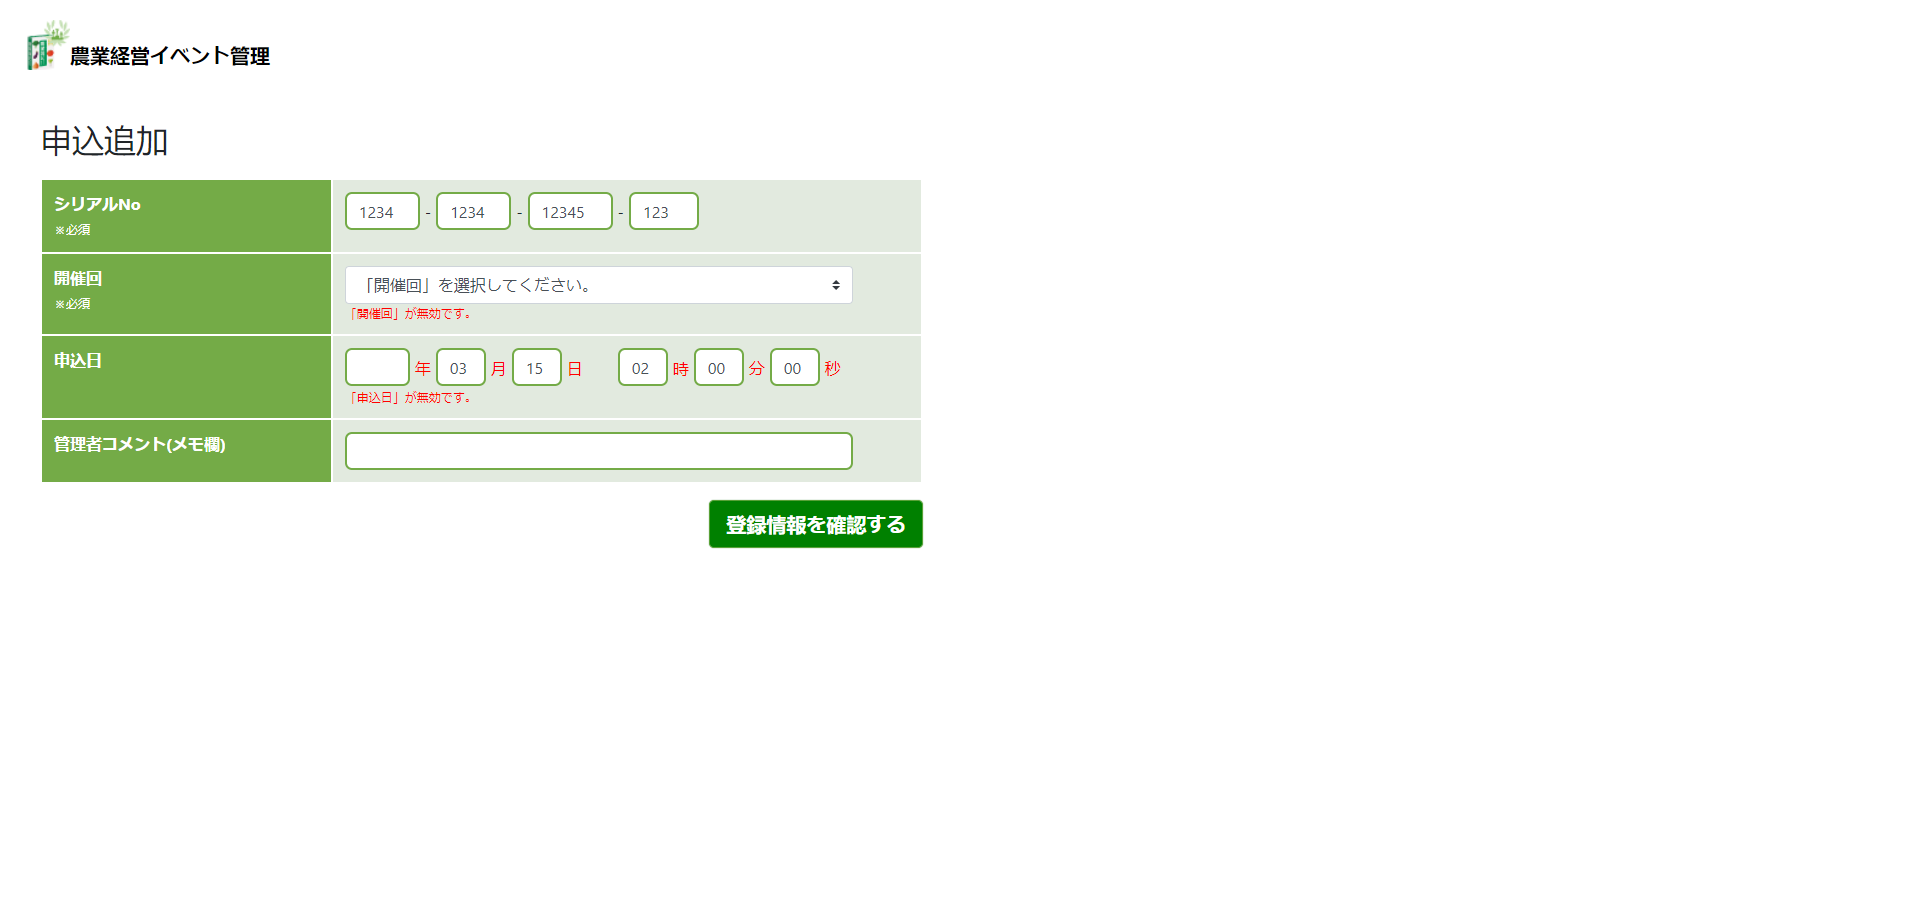 農業経営イベント管理
申込追加
シリアルNo
※必須
1234 - 1234 - 12345 - 123
開催回
※必須
「開催回」を選択してください。
「開催回」が無効です。
申込日
年 03 月 15 日 02 時 00 分 00 秒
「申込日」が無効です。
管理者コメント(メモ欄)
登録情報を確認する